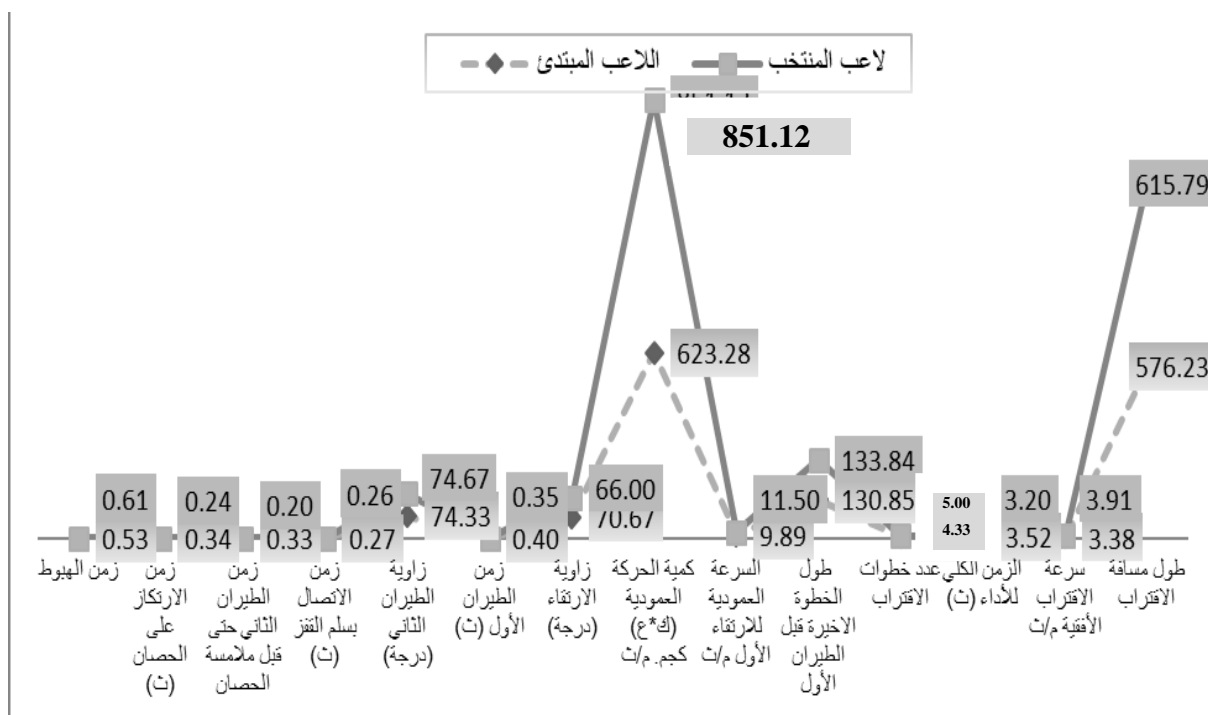 لاعب المنتخب
اللاعب المبتدئ
851.12
615.79
623.28
576.23
0.61
0.24
0.20
0.26
74.67
0.35
66.00
11.50
133.84
5.00
3.20
3.91
0.53
0.34
0.33
0.27
74.33
0.40
70.67
9.89
130.85
4.33
3.52
3.38
طول مسافة
الاقتراب
سرعة
الاقتراب
الأفقية م/ث
الزمن الكلي
للأداء (ث)
عدد خطوات
الاقتراب
طول
الخطوة
الاخيرة قبل
الطيران
الأول
السرعة
العمودية
للارتقاء
الأول م/ث
كمية الحركة
العمودية
(ك*ع)
كجم. م/ث
زاوية
الارتقاء
(درجة)
زمن
الطيران
الأول (ث)
زاوية
الطيران
الثاني
(درجة)
زمن
الاتصال
بسلم القفز
(ث)
زمن
الطيران
الثاني حتى
قبل ملامسة
الحصان
زمن
الارتكاز
على
الحصان
(ث)
زمن الهبوط